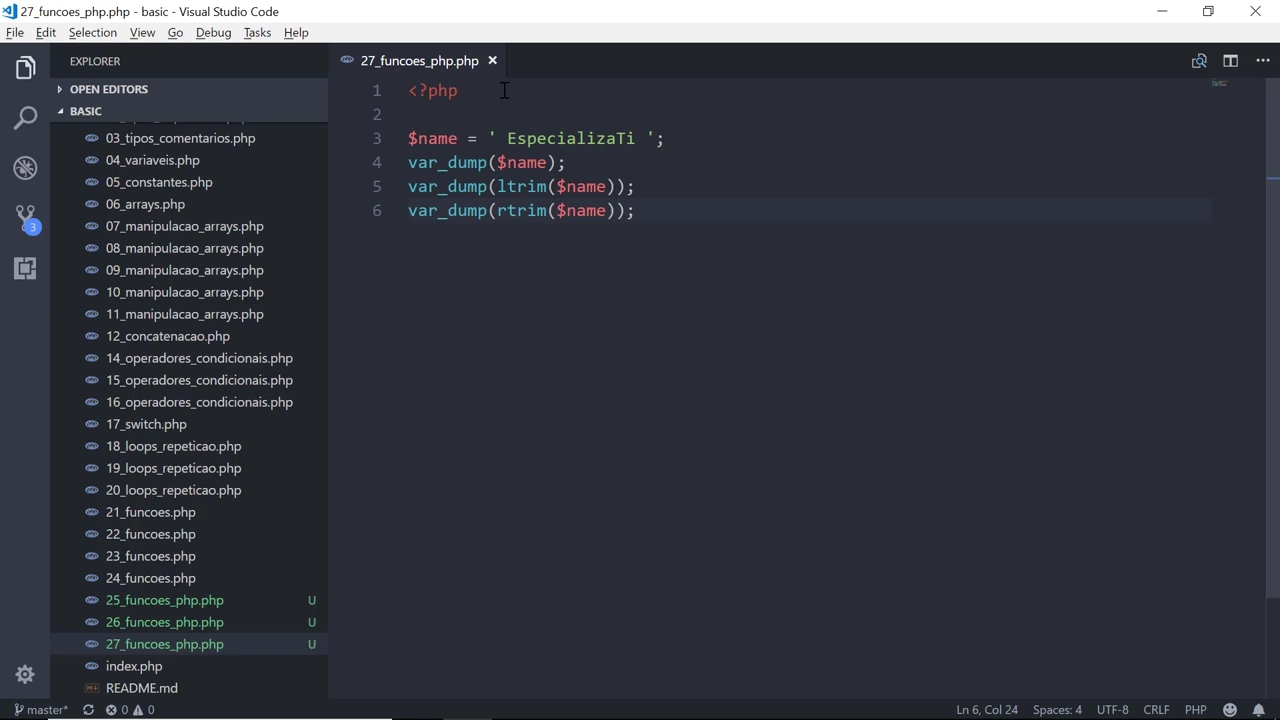 27_funcoes_php.php - basic - Visual Studio Code
File Edit Selection View Go Debug Tasks Help
EXPLORER
27_funcoes_php.php
OPEN EDITORS
BASIC
03_tipos_comentarios.php
04_variaveis.php
05_constantes.php
06_arrays.php
07_manipulacao_arrays.php
08_manipulacao_arrays.php
09_manipulacao_arrays.php
10_manipulacao_arrays.php
11_manipulacao_arrays.php
12_concatenacao.php
14_operadores_condicionais.php
15_operadores_condicionais.php
16_operadores_condicionais.php
17_switch.php
18_loops_repeticao.php
19_loops_repeticao.php
20_loops_repeticao.php
21_funcoes.php
22_funcoes.php
23_funcoes.php
24_funcoes.php
25_funcoes_php.php U
26_funcoes_php.php U
27_funcoes_php.php U
index.php
README.md
3
1 <?php
2
3 $name = ' EspecializaTi ';
4 var_dump($name);
5 var_dump(ltrim($name));
6 var_dump(rtrim($name));
master* 0 0 Ln 6, Col 24 Spaces: 4 UTF-8 CRLF PHP